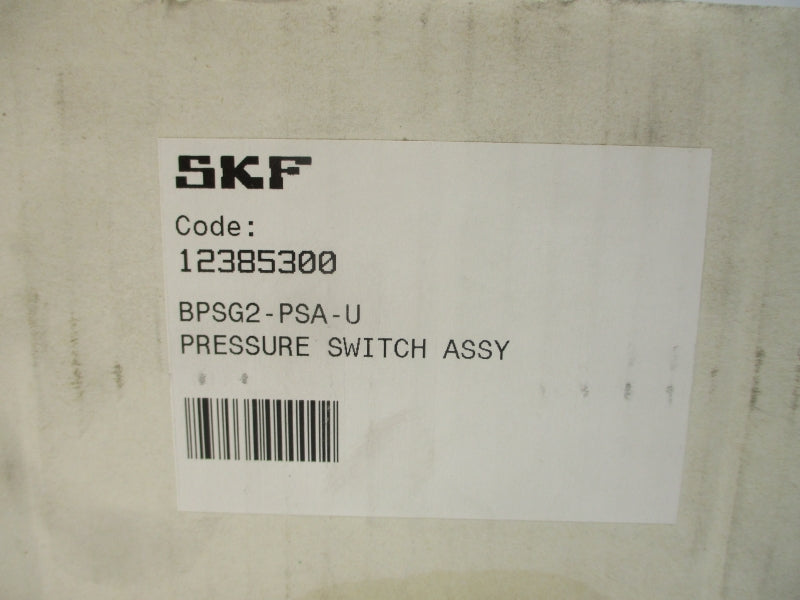 SKF
Code:
12385300
BPSG2-PSA-U
PRESSURE SWITCH ASSY